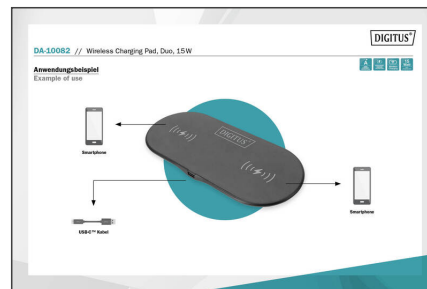 DIGITUS®
DA-10082 // Wireless Charging Pad, Duo, 15W
Anwendungsbeispiel
Example of use
DIGITUS®
Smartphone
Smartphone
USB-C™ Kabel